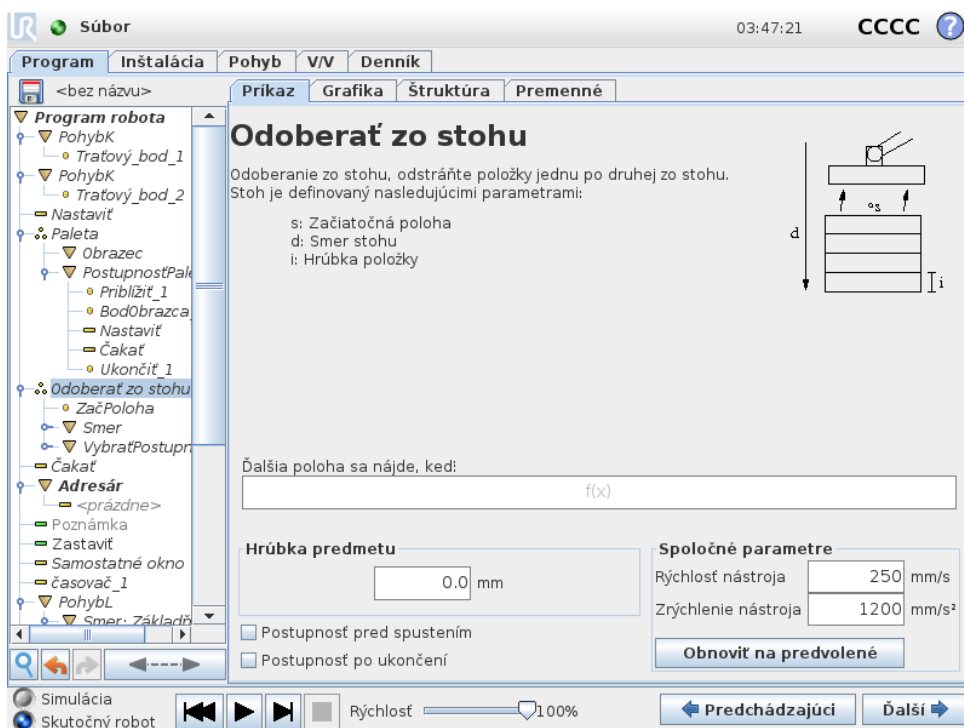 UR Súbor 03:47:21 CCCC ?
Program Inštalácia Pohyb V/V Denník
<bez názvu> Príkaz Grafika Štruktúra Premenné
Program robota
PohybK
Traťový_bod_1
PohybK
Traťový_bod_2
Nastaviť
Paleta
Obrazec
PostupnosťPale
Priblížiť_1
BodObrazca_
Nastaviť
Čakať
Ukončiť_1
Odoberať zo stohu
ZačPoloha
Smer
VybraťPostupn
Čakať
Adresár
<prázdne>
Poznámka
Zastaviť
Samostatné okno
časovač_1
PohybL
Smer: Základň
Odoberať zo stohu
Odoberanie zo stohu, odstráňte položky jednu po druhej zo stohu.
Stoh je definovaný nasledujúcimi parametrami:
s: Začiatočná poloha
d: Smer stohu
i: Hrúbka položky
s
d
i
Ďalšia poloha sa nájde, keď:
f(x)
Hrúbka predmetu
0.0 mm
Postupnosť pred spustením
Postupnosť po ukončení
Spoločné parametre
Rýchlosť nástroja 250 mm/s
Zrýchlenie nástroja 1200 mm/s²
Obnoviť na predvolené
Simulácia
Skutočný robot
Rýchlosť 100%
Predchádzajúci Ďalší